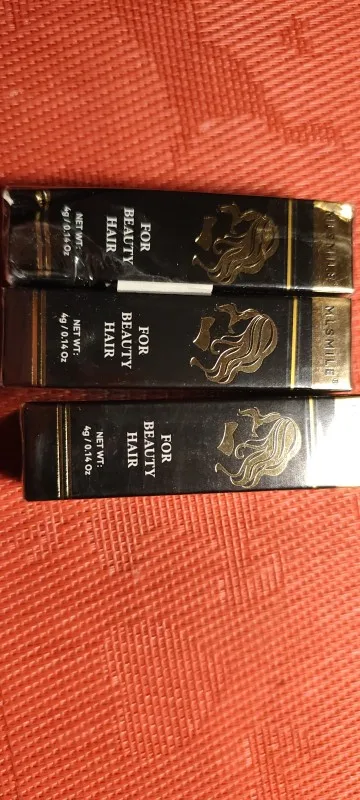 FOR
BEAUTY
HAIR
NET WT:
4g / 0.14 Oz
MLSMILE™
FOR
BEAUTY
HAIR
NET WT:
4g / 0.14 Oz
FOR
BEAUTY
HAIR
NET WT:
4g / 0.14 Oz